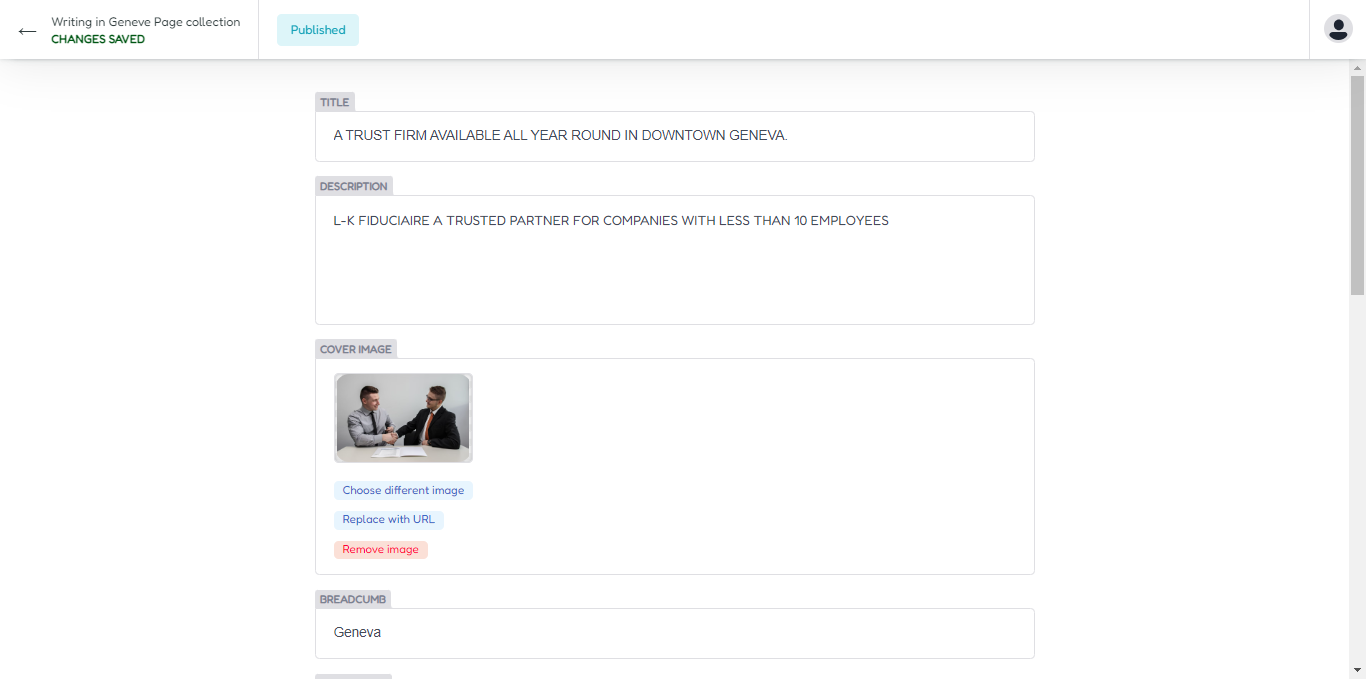 Writing in Geneve Page collection
CHANGES SAVED
Published
TITLE
A TRUST FIRM AVAILABLE ALL YEAR ROUND IN DOWNTOWN GENEVA.
DESCRIPTION
L-K FIDUCIAIRE A TRUSTED PARTNER FOR COMPANIES WITH LESS THAN 10 EMPLOYEES
COVER IMAGE
Choose different image
Replace with URL
Remove image
BREADCUMB
Geneva